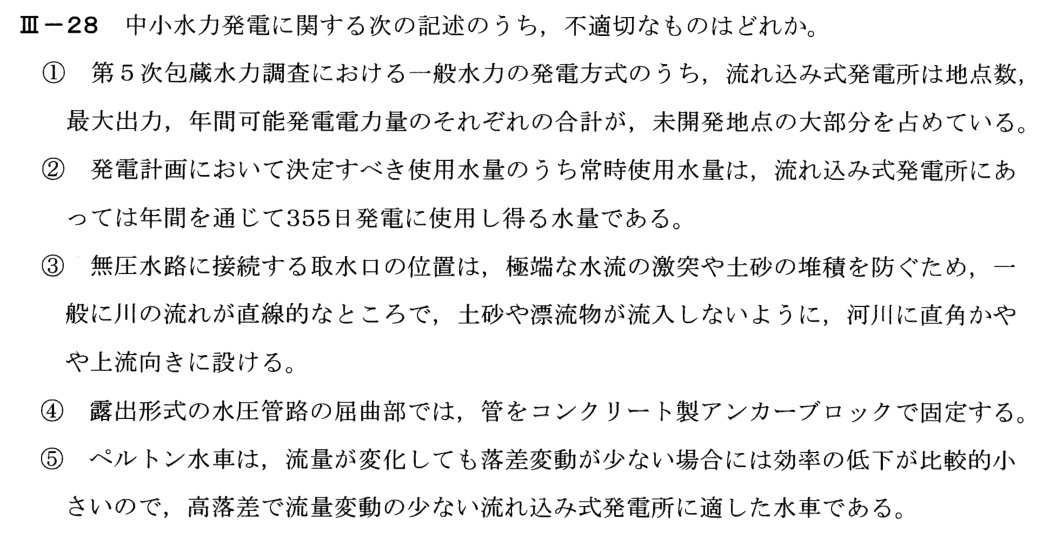 Ⅲ－28　中小水力発電に関する次の記述のうち，不適切なものはどれか。
①　第５次包蔵水力調査における一般水力の発電方式のうち，流れ込み式発電所は地点数，
最大出力，年間可能発電電力量のそれぞれの合計が，未開発地点の大部分を占めている。
②　発電計画において決定すべき使用水量のうち常時使用水量は，流れ込み式発電所にあ
っては年間を通じて355日発電に使用し得る水量である。
③　無圧水路に接続する取水口の位置は，極端な水流の激突や土砂の堆積を防ぐため，一
般に川の流れが直線的なところで，土砂や漂流物が流入しないように，河川に直角かや
や上流向きに設ける。
④　露出形式の水圧管路の屈曲部では，管をコンクリート製アンカーブロックで固定する。
⑤　ペルトン水車は，流量が変化しても落差変動が少ない場合には効率の低下が比較的小
さいので，高落差で流量変動の少ない流れ込み式発電所に適した水車である。